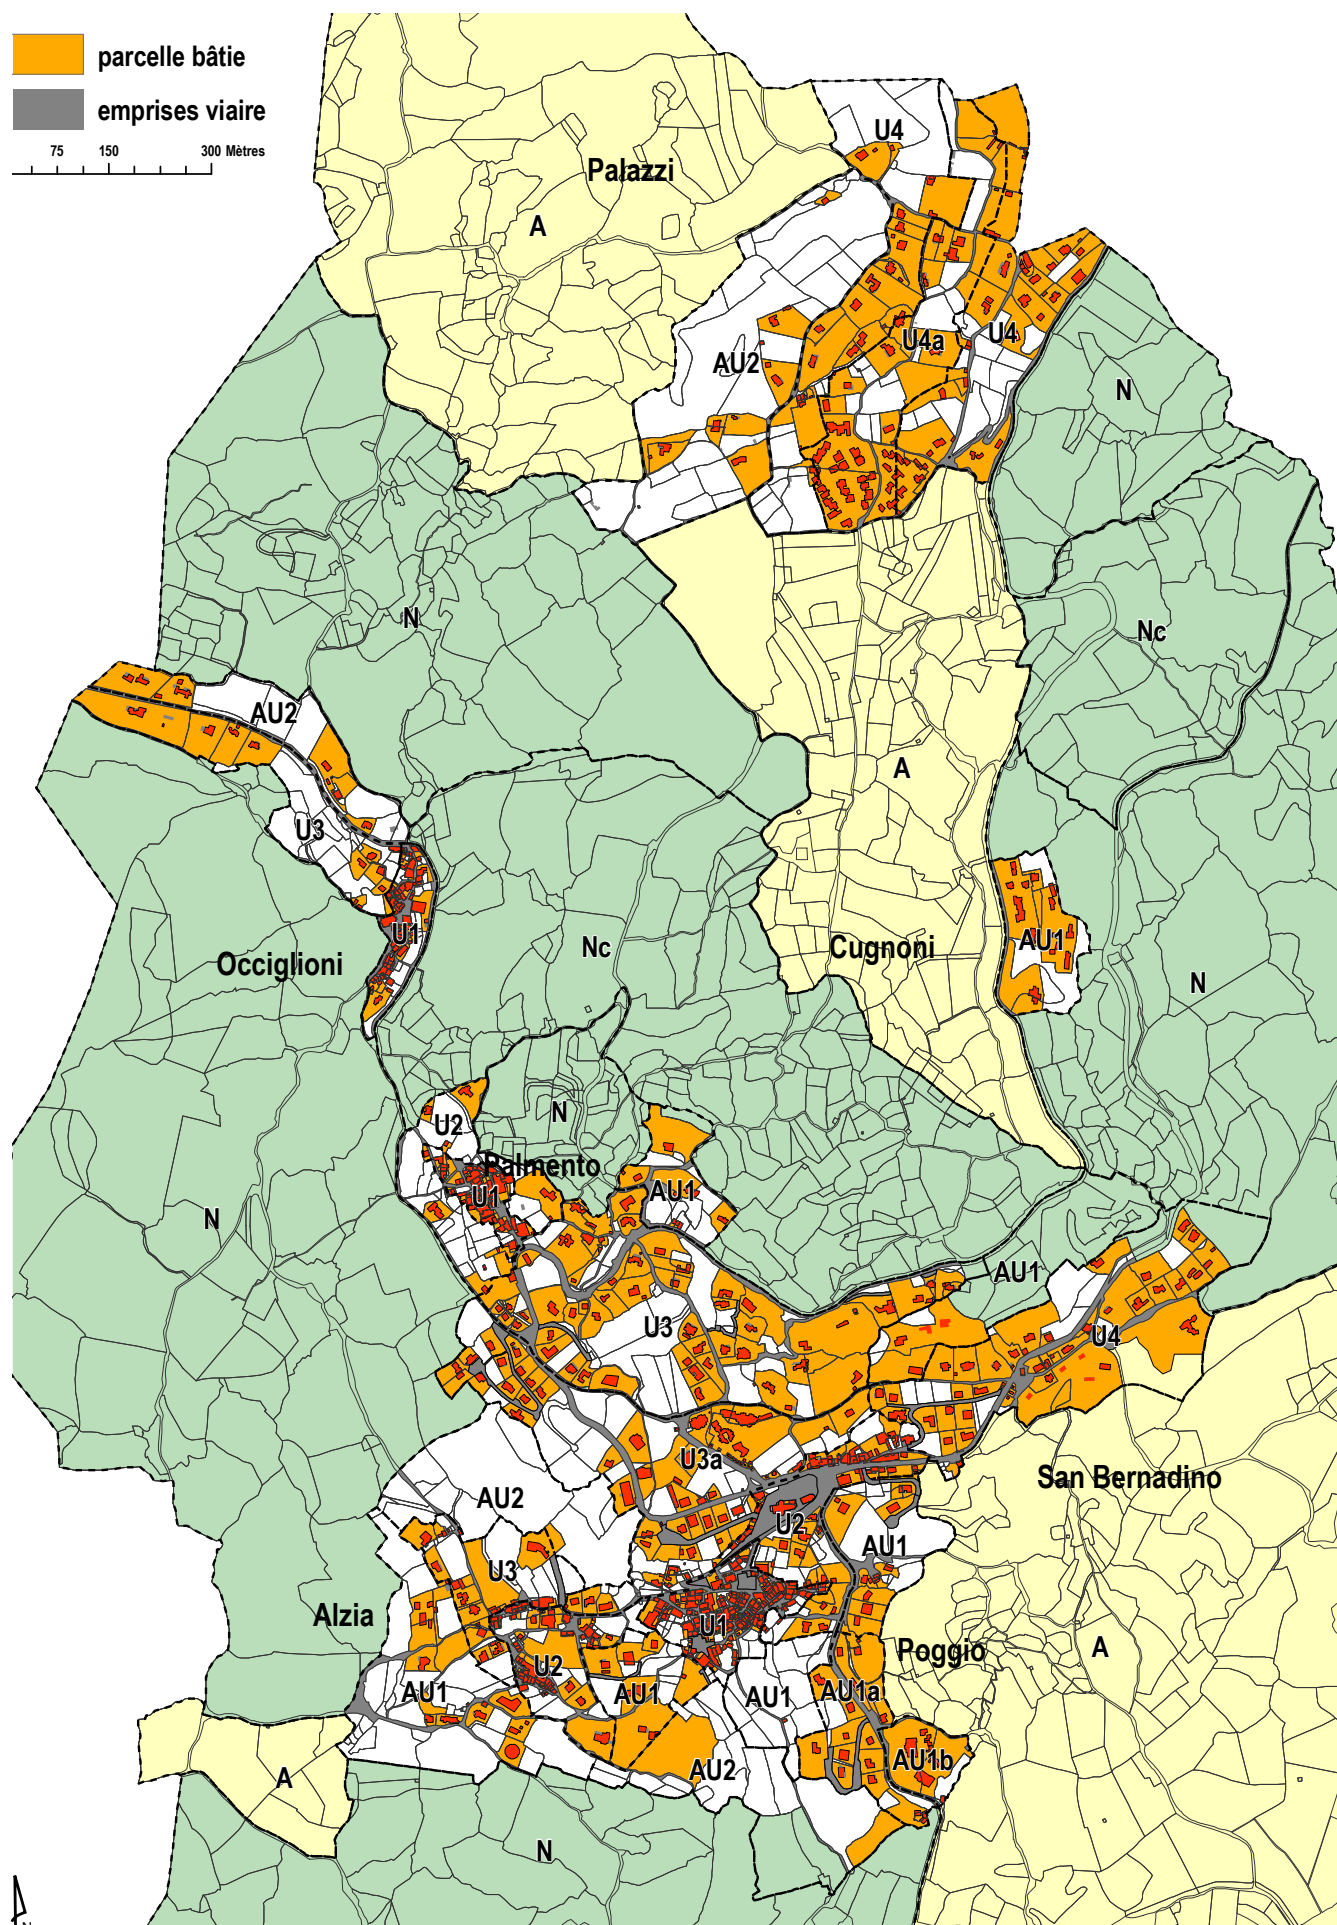 parcelle bâtie
emprises viaire
75 150 300 Mètres
U4
Palazzi
A
U4a
U4
AU2
N
N
Nc
AU2
A
U3
U1
Nc
Cugnoni
AU1
Occiglioni
N
N
U2
Palmento
U1
AU1
N
AU1
U3
U4
U3a
San Bernadino
AU2
U2
AU1
U3
Alzia
U1
Poggio
A
U2
AU1
AU1
AU1
AU1a
AU2
AU1b
A
N
N